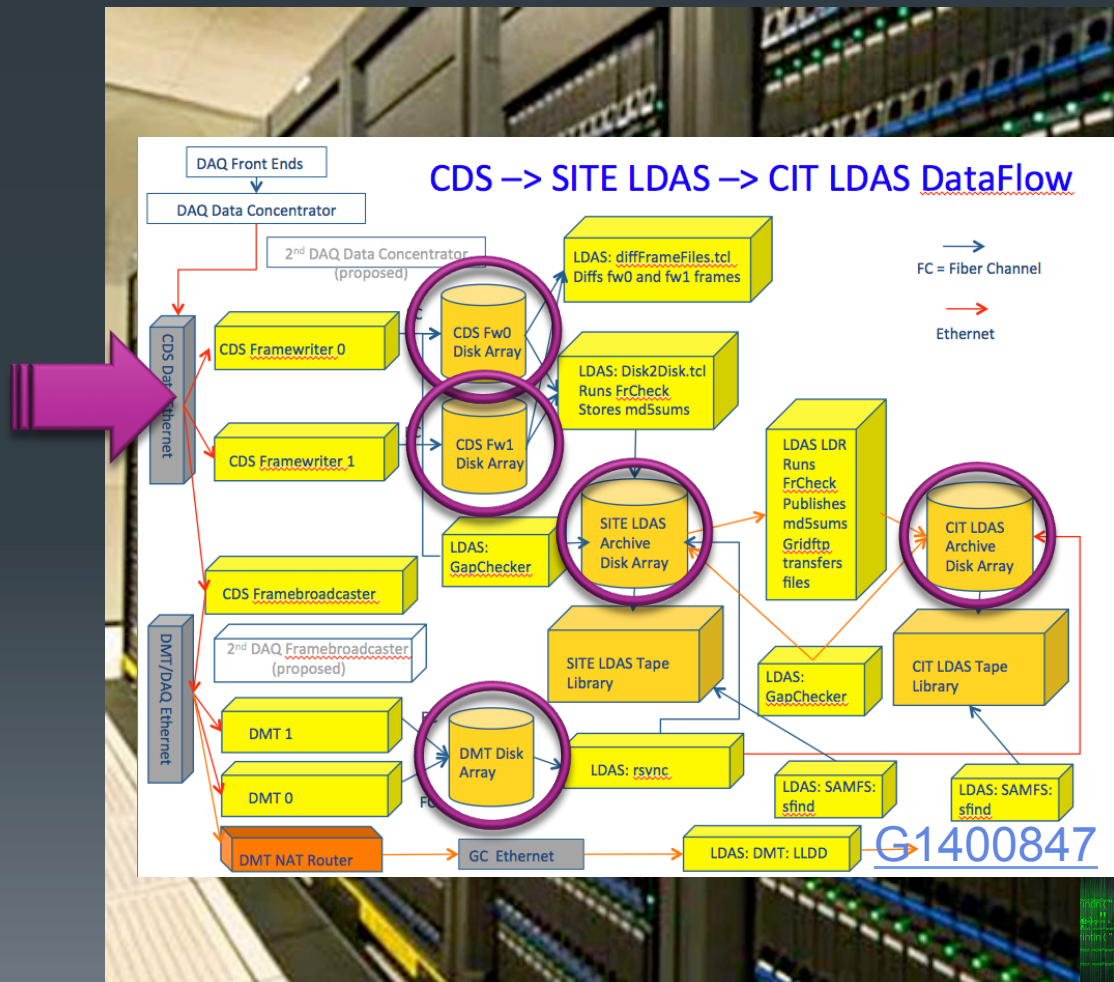 DAQ Front Ends
CDS –> SITE LDAS –> CIT LDAS DataFlow
DAQ Data Concentrator
2nd DAQ Data Concentrator
(proposed)
LDAS: diffFrameFiles.tcl
Diffs fw0 and fw1 frames
FC = Fiber Channel
Ethernet
CDS Data Ethernet
CDS Framewriter 0
CDS Fw0
Disk Array
LDAS: Disk2Disk.tcl
Runs FrCheck
Stores md5sums
CDS Framewriter 1
CDS Fw1
Disk Array
LDAS LDR
Runs
FrCheck
Publishes
md5sums
Gridftp
transfers
files
SITE LDAS
Archive
Disk Array
CIT LDAS
Archive
Disk Array
LDAS:
GapChecker
CDS Framebroadcaster
DMT/DAQ Ethernet
2nd DAQ Framebroadcaster
(proposed)
SITE LDAS Tape
Library
LDAS:
GapChecker
CIT LDAS Tape
Library
DMT 1
DMT Disk
Array
LDAS: rsync
DMT 0
LDAS: SAMFS:
sfind
LDAS: SAMFS:
sfind
DMT NAT Router
GC Ethernet
LDAS: DMT: LLDD
G1400847